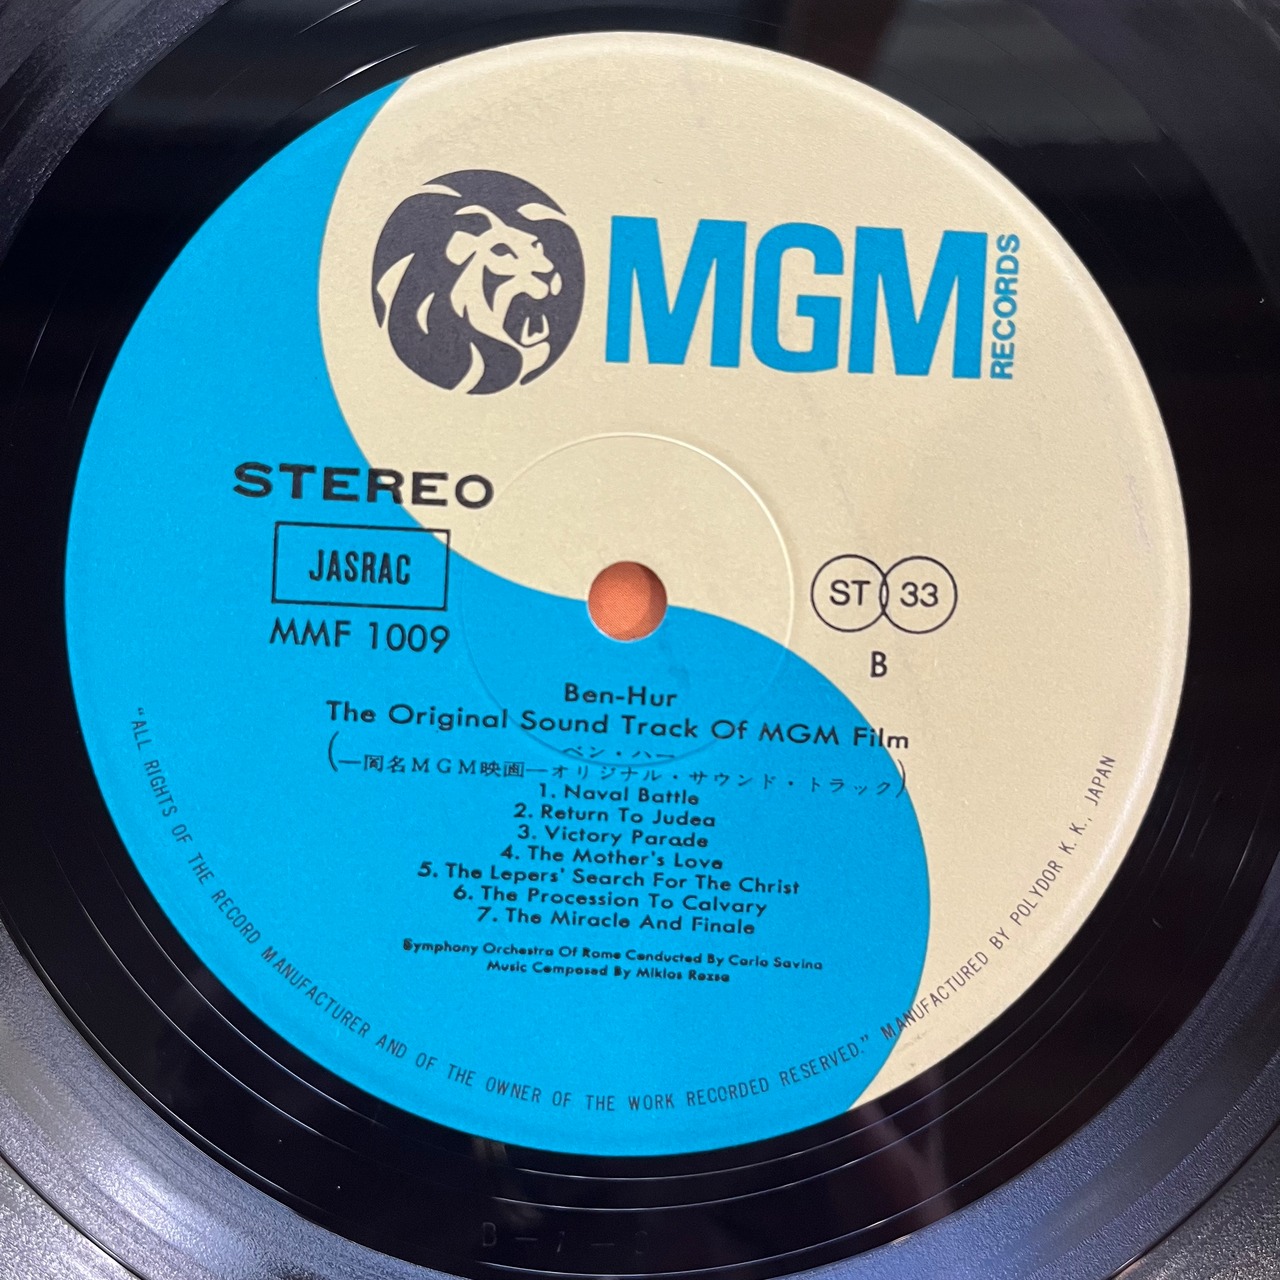 MGM
RECORDS
STEREO
JASRAC
MMF 1009
ST 33
B
Ben-Hur
The Original Sound Track Of MGM Film
ベン・ハー
(—同名MGM映画—オリジナル・サウンド・トラック)
1. Naval Battle
2. Return To Judea
3. Victory Parade
4. The Mother's Love
5. The Lepers' Search For The Christ
6. The Procession To Calvary
7. The Miracle And Finale
Symphony Orchestra Of Rome Conducted By Carlo Savina
Music Composed By Miklos Rozsa
"ALL RIGHTS OF THE RECORD MANUFACTURER AND OF THE OWNER OF THE WORK RECORDED RESERVED." MANUFACTURED BY POLYDOR K. K., JAPAN